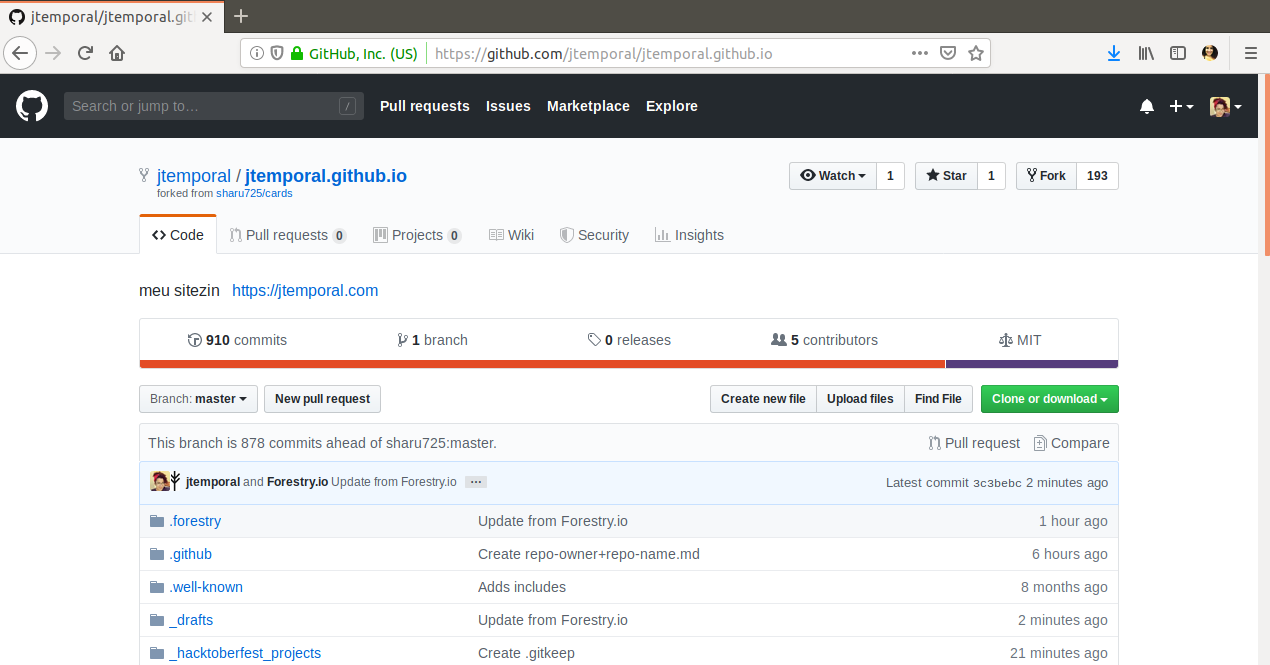 jtemporal/jtemporal.git
GitHub, Inc. (US) https://github.com/jtemporal/jtemporal.github.io
Search or jump to… / Pull requests Issues Marketplace Explore
jtemporal / jtemporal.github.io
forked from sharu725/cards
Watch 1 Star 1 Fork 193
Code Pull requests 0 Projects 0 Wiki Security Insights
meu sitezin https://jtemporal.com
910 commits 1 branch 0 releases 5 contributors MIT
Branch: master New pull request Create new file Upload files Find File Clone or download
This branch is 878 commits ahead of sharu725:master. Pull request Compare
jtemporal and Forestry.io Update from Forestry.io … Latest commit 3c3bebc 2 minutes ago
.forestry Update from Forestry.io 1 hour ago
.github Create repo-owner+repo-name.md 6 hours ago
.well-known Adds includes 8 months ago
_drafts Update from Forestry.io 2 minutes ago
_hacktoberfest_projects Create .gitkeep 21 minutes ago